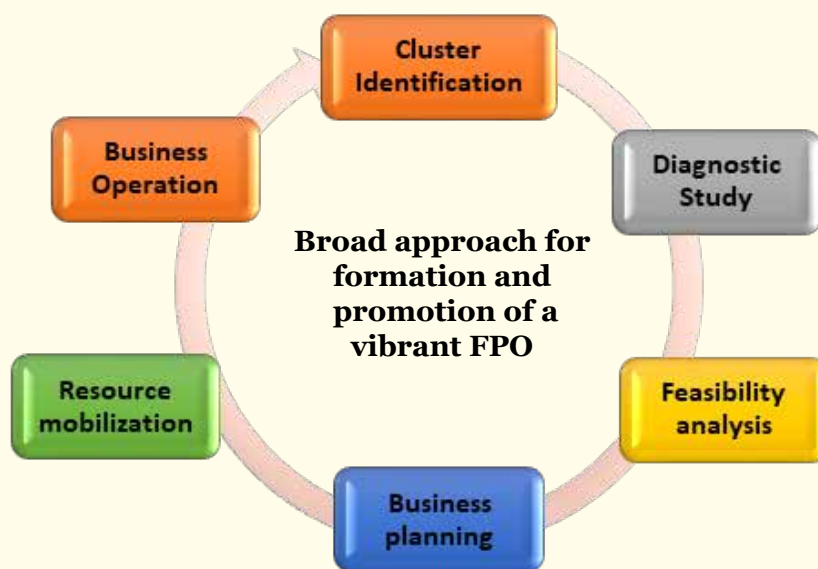 Cluster
Identification
Diagnostic
Study
Feasibility
analysis
Business
planning
Resource
mobilization
Business
Operation
Broad approach for
formation and
promotion of a
vibrant FPO